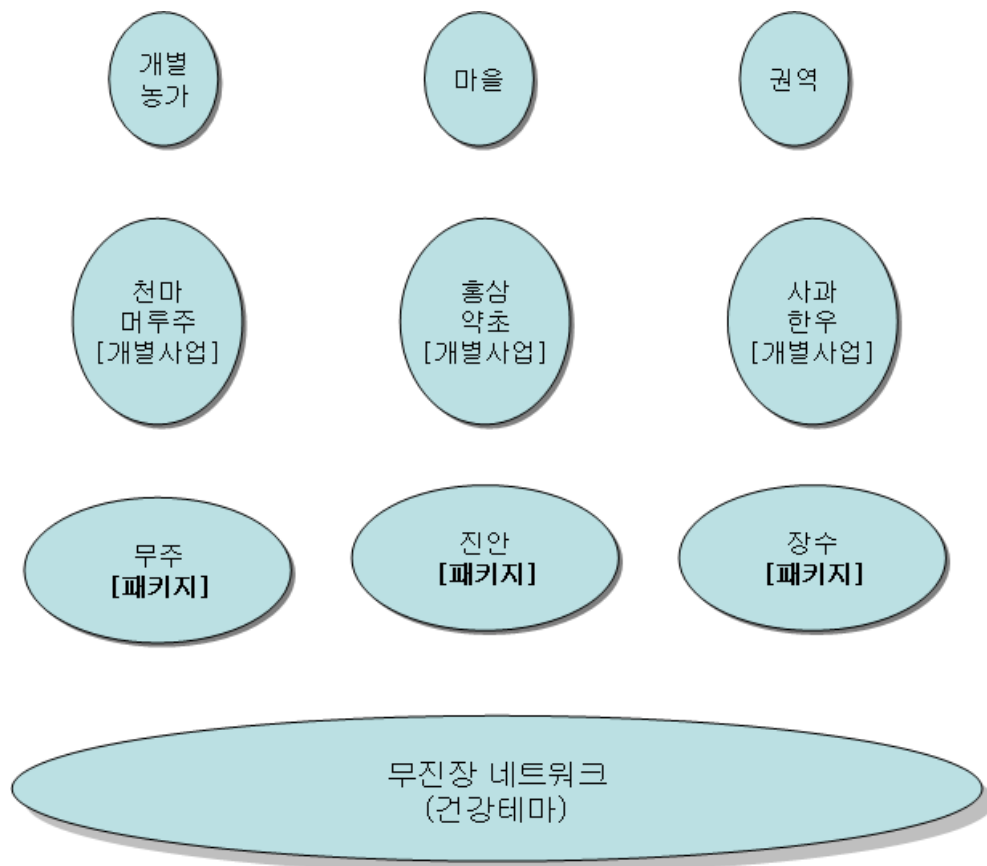 개별
농가
마을
권역
천마
머루주
[개별사업]
홍삼
약초
[개별사업]
사과
한우
[개별사업]
무주
[패키지]
진안
[패키지]
장수
[패키지]
무진장 네트워크
(건강테마)